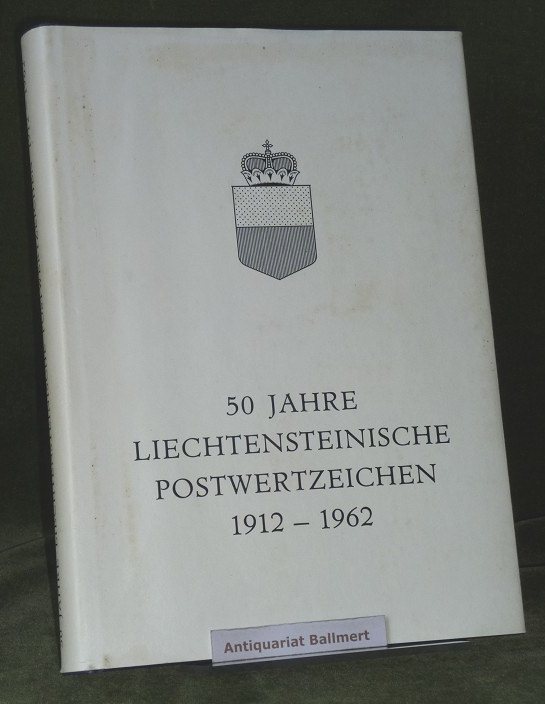 50 JAHRE
LIECHTENSTEINISCHE
POSTWERTZEICHEN
1912 – 1962
Antiquariat Ballmert